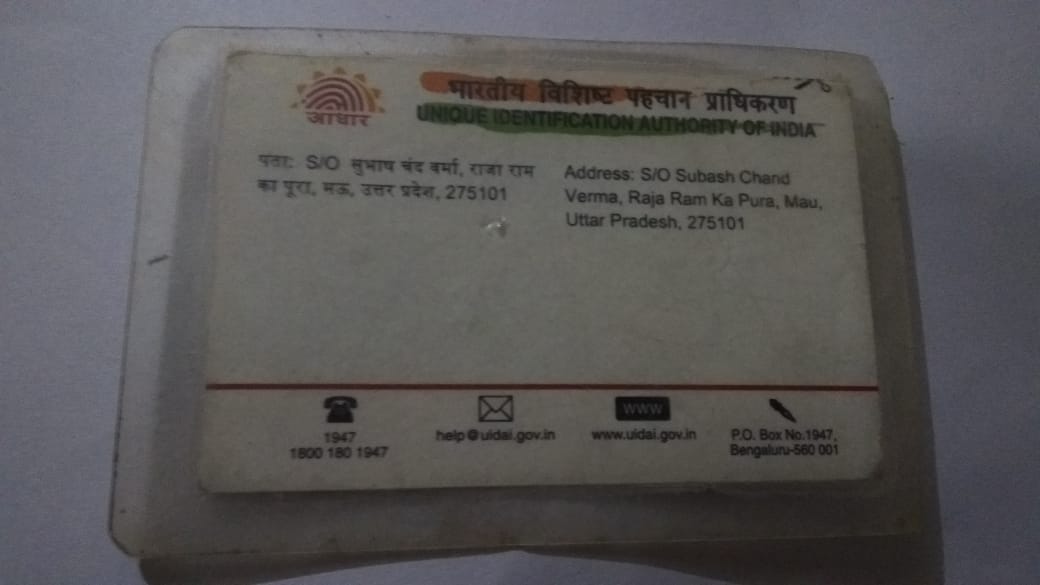 आधार
भारतीय विशिष्ट पहचान प्राधिकरण
UNIQUE IDENTIFICATION AUTHORITY OF INDIA
पता: S/O सुभाष चंद वर्मा, राजा राम
का पूरा, मऊ, उत्तर प्रदेश, 275101
Address: S/O Subash Chand
Verma, Raja Ram Ka Pura, Mau,
Uttar Pradesh, 275101
1947
1800 180 1947
help@uidai.gov.in
WWW
www.uidai.gov.in
P.O. Box No.1947,
Bengaluru-560 001